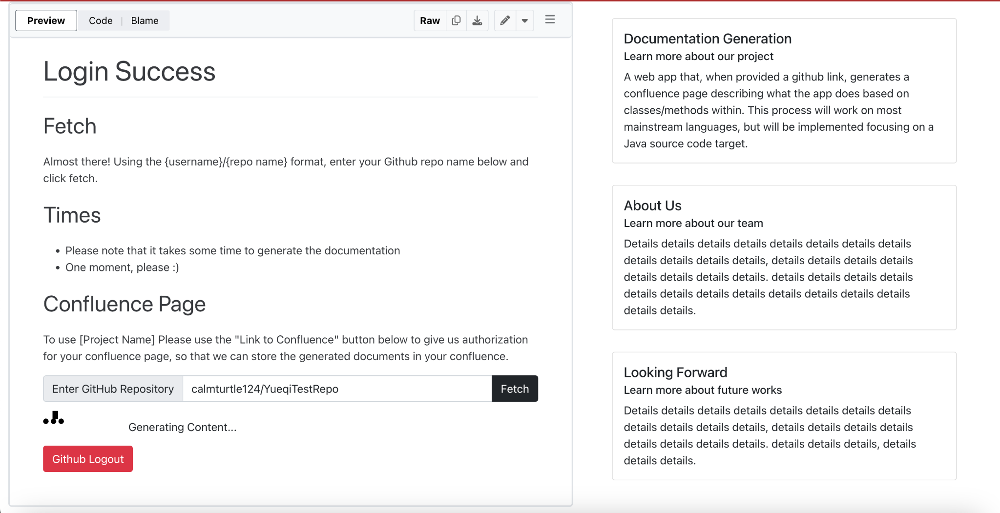 Preview
Code
Blame
Raw
Login Success
Fetch
Almost there! Using the {username}/{repo name} format, enter your Github repo name below and
click fetch.
Times
• Please note that it takes some time to generate the documentation
• One moment, please :)
Confluence Page
To use [Project Name] Please use the "Link to Confluence" button below to give us authorization
for your confluence page, so that we can store the generated documents in your confluence.
Enter GitHub Repository
calmturtle124/YueqiTestRepo
Fetch
Generating Content...
Github Logout
Documentation Generation
Learn more about our project
A web app that, when provided a github link, generates a
confluence page describing what the app does based on
classes/methods within. This process will work on most
mainstream languages, but will be implemented focusing on a
Java source code target.
About Us
Learn more about our team
Details details details details details details details details
details details details details, details details details details
details details details details. details details details details
details details details details details details details details
details details.
Looking Forward
Learn more about future works
Details details details details details details details details
details details details details, details details details details
details details details details. details details details, details
details details.